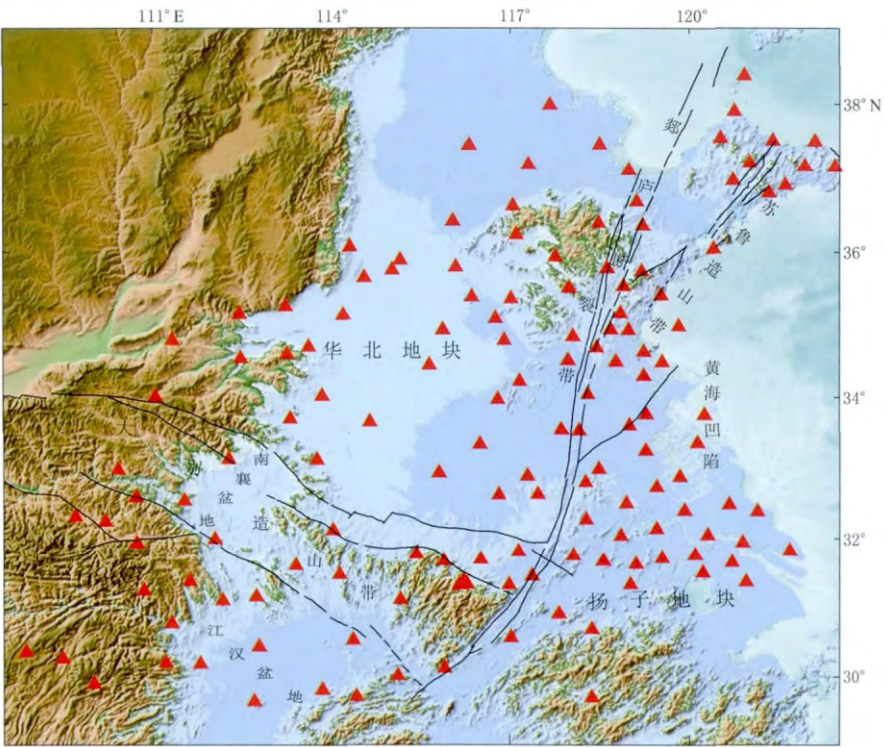 111° E
114°
117°
120°
38° N
36°
34°
32°
30°
郯
庐
断
裂
带
苏
鲁
造
山
带
华北地块
黄
海
凹
陷
大
别
造
山
带
南
襄
盆
地
扬子地块
江
汉
盆
地